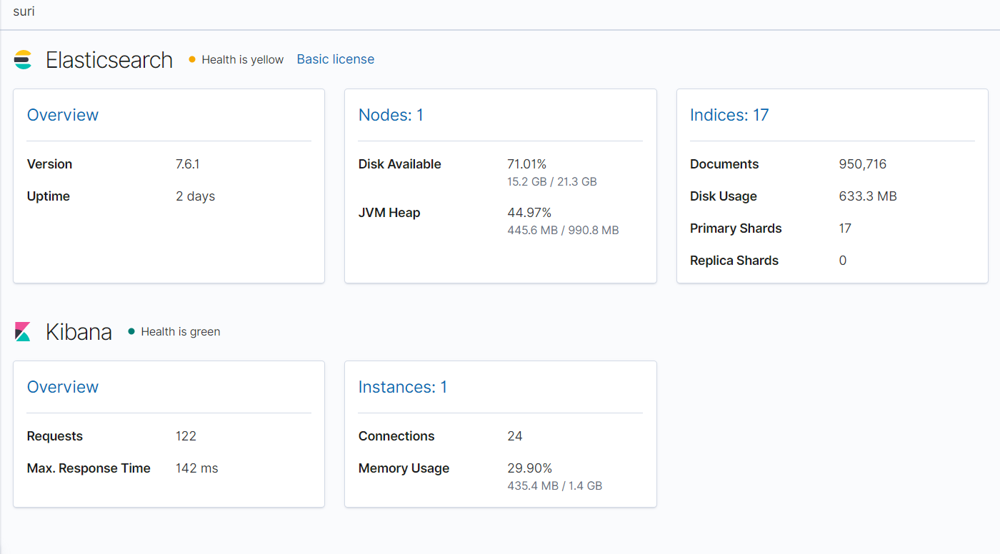 suri
Elasticsearch Health is yellow Basic license
Overview
Version 7.6.1
Uptime 2 days
Nodes: 1
Disk Available 71.01%
15.2 GB / 21.3 GB
JVM Heap 44.97%
445.6 MB / 990.8 MB
Indices: 17
Documents 950,716
Disk Usage 633.3 MB
Primary Shards 17
Replica Shards 0
Kibana Health is green
Overview
Requests 122
Max. Response Time 142 ms
Instances: 1
Connections 24
Memory Usage 29.90%
435.4 MB / 1.4 GB